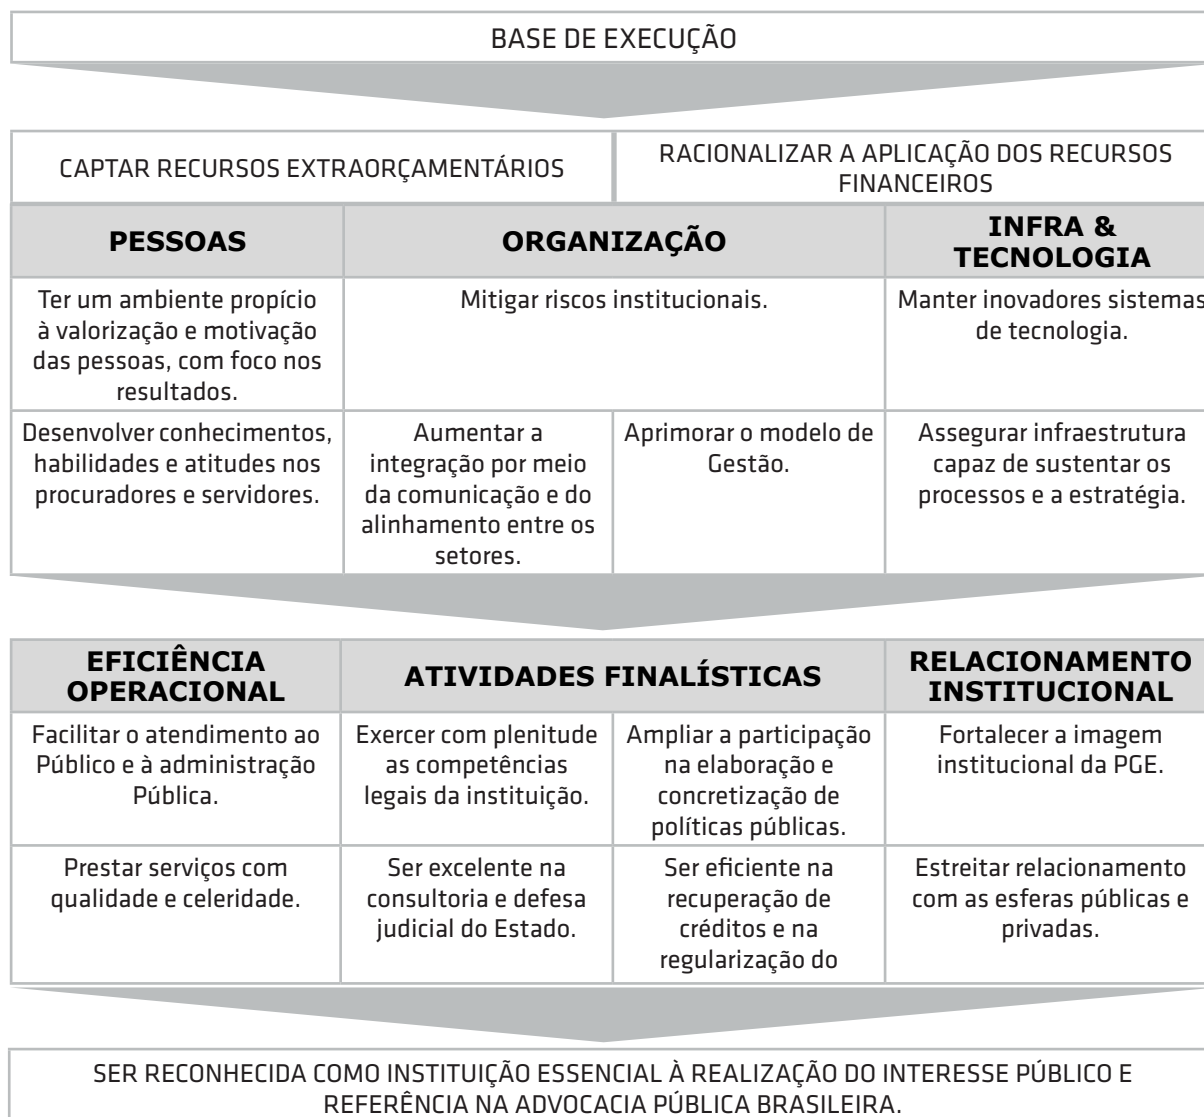 BASE DE EXECUÇÃO
CAPTAR RECURSOS EXTRAORÇAMENTÁRIOS
RACIONALIZAR A APLICAÇÃO DOS RECURSOS
FINANCEIROS
PESSOAS
ORGANIZAÇÃO
INFRA &
TECNOLOGIA
Ter um ambiente propício
à valorização e motivação
das pessoas, com foco nos
resultados.
Mitigar riscos institucionais.
Manter inovadores sistemas
de tecnologia.
Desenvolver conhecimentos,
habilidades e atitudes nos
procuradores e servidores.
Aumentar a
integração por meio
da comunicação e do
alinhamento entre os
setores.
Aprimorar o modelo de
Gestão.
Assegurar infraestrutura
capaz de sustentar os
processos e a estratégia.
EFICIÊNCIA
OPERACIONAL
ATIVIDADES FINALÍSTICAS
RELACIONAMENTO
INSTITUCIONAL
Facilitar o atendimento ao
Público e à administração
Pública.
Exercer com plenitude
as competências
legais da instituição.
Ampliar a participação
na elaboração e
concretização de
políticas públicas.
Fortalecer a imagem
institucional da PGE.
Prestar serviços com
qualidade e celeridade.
Ser excelente na
consultoria e defesa
judicial do Estado.
Ser eficiente na
recuperação de
créditos e na
regularização do
Estreitar relacionamento
com as esferas públicas e
privadas.
SER RECONHECIDA COMO INSTITUIÇÃO ESSENCIAL À REALIZAÇÃO DO INTERESSE PÚBLICO E
REFERÊNCIA NA ADVOCACIA PÚBLICA BRASILEIRA.